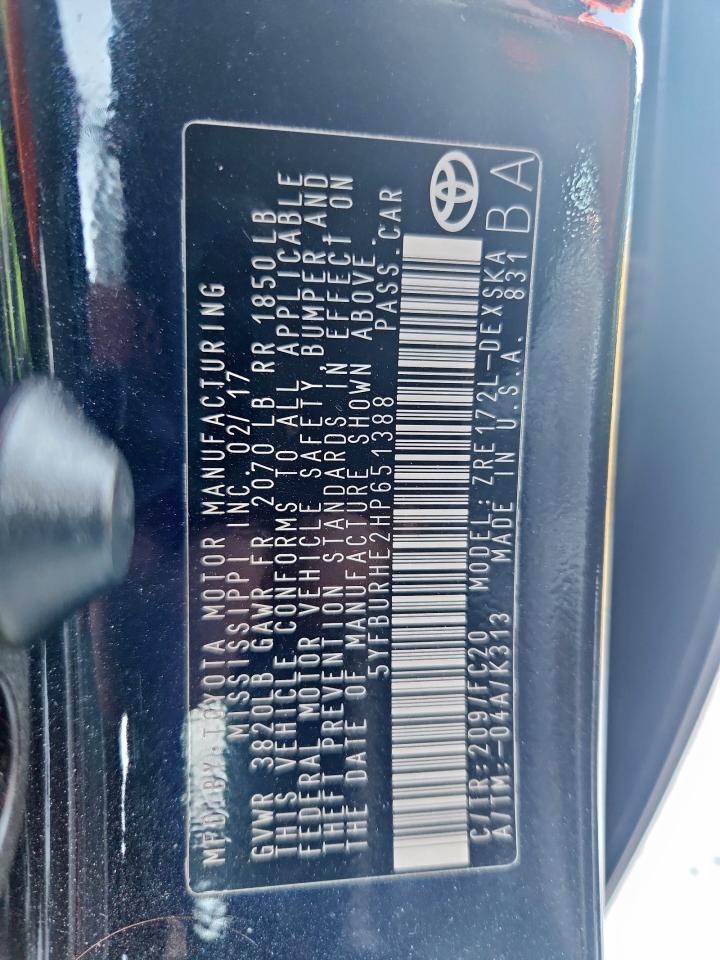 MFD. BY: TOYOTA MOTOR MANUFACTURING
MISSISSIPPI INC. 02/17
GVWR 3820LB GAWR FR 2070LB RR 1850LB
THIS VEHICLE CONFORMS TO ALL APPLICABLE
FEDERAL MOTOR VEHICLE SAFETY, BUMPER AND
THEFT PREVENTION STANDARDS IN EFFECT ON
THE DATE OF MANUFACTURE SHOWN ABOVE.
5YFBURHE2HP651388 PASS.CAR
C/TR:209/FC20 MODEL:ZRE172L-DEXSKA
A/TM:-04A/K313 MADE IN U.S.A. 831 BA